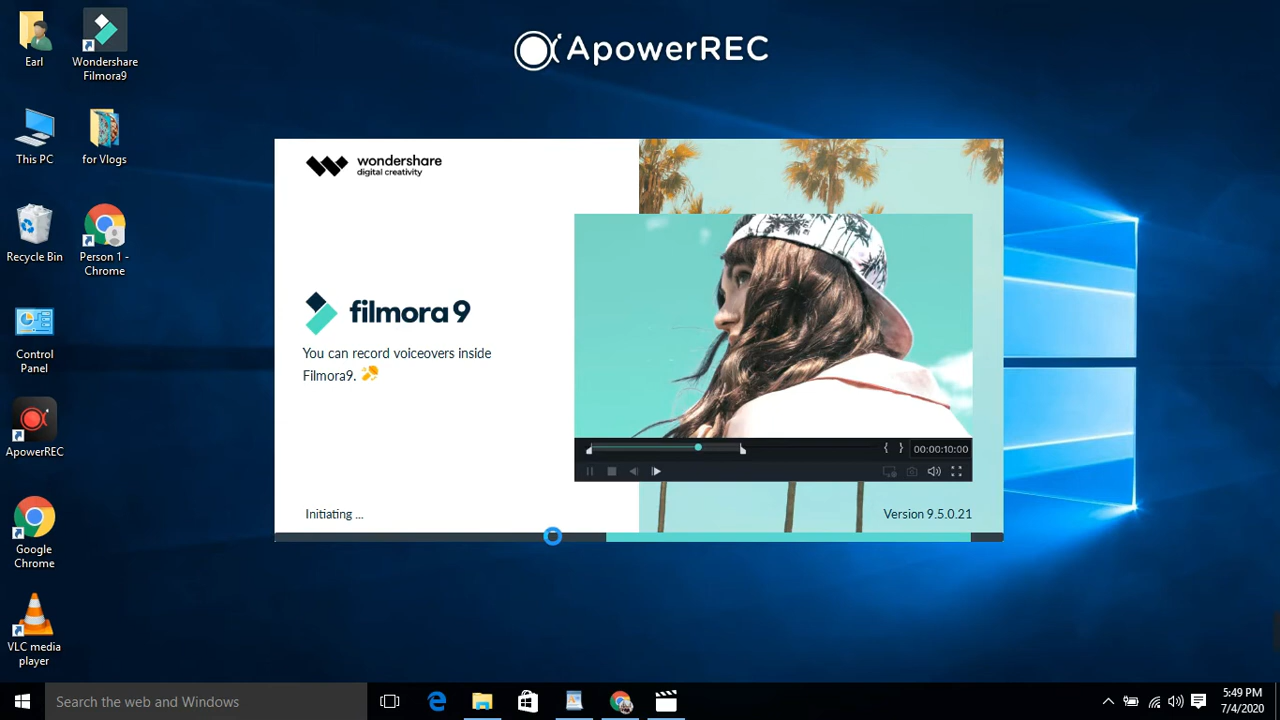 ApowerREC
Earl
Wondershare
Filmora9
This PC
for Vlogs
Recycle Bin
Person 1 -
Chrome
Control
Panel
ApowerREC
Google
Chrome
VLC media
player
wondershare
digital creativity
filmora 9
You can record voiceovers inside
Filmora9.
00:00:10:00
Initiating ...
Version 9.5.0.21
Search the web and Windows
5:49 PM
7/4/2020